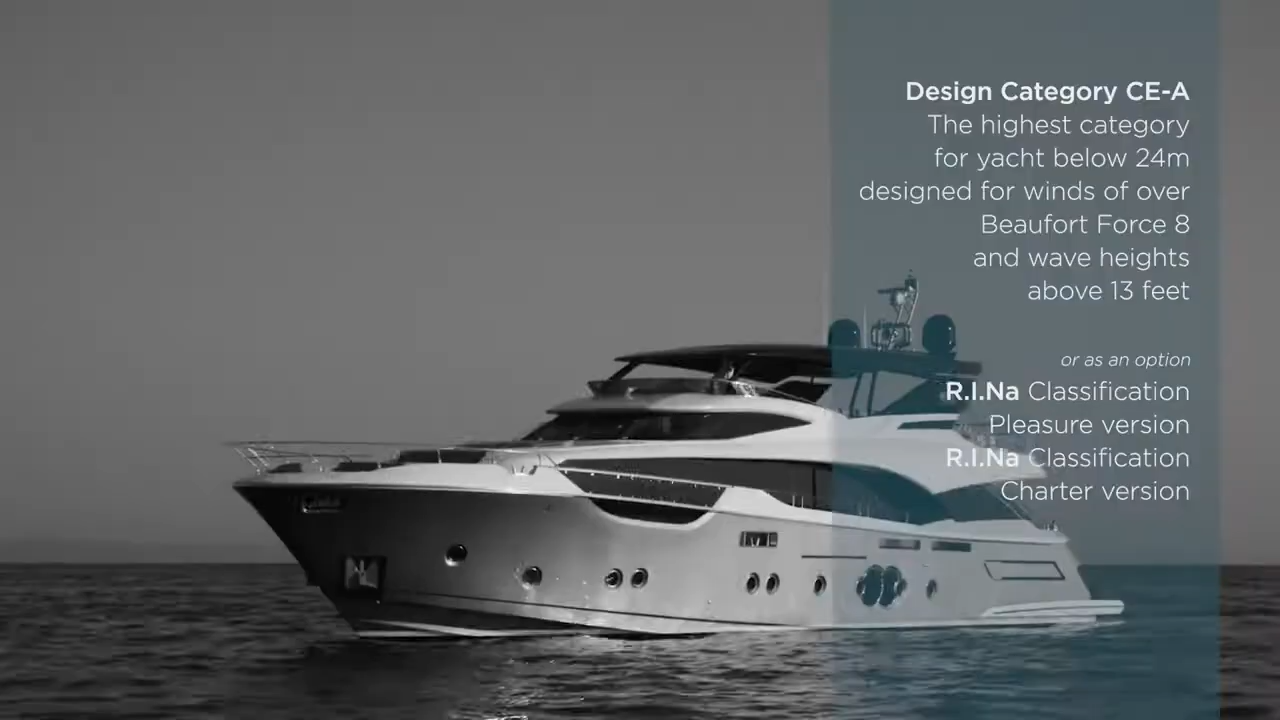 Design Category CE-A
The highest category
for yacht below 24m
designed for winds of over
Beaufort Force 8
and wave heights
above 13 feet
or as an option
R.I.Na Classification
Pleasure version
R.I.Na Classification
Charter version